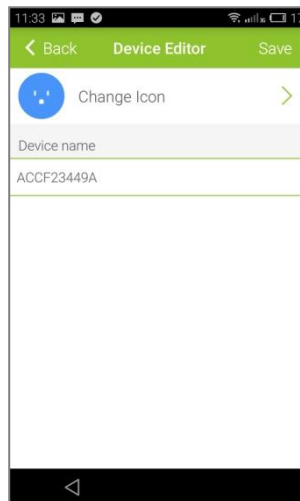 11:33
Back Device Editor Save
Change Icon
Device name
ACCF23449A